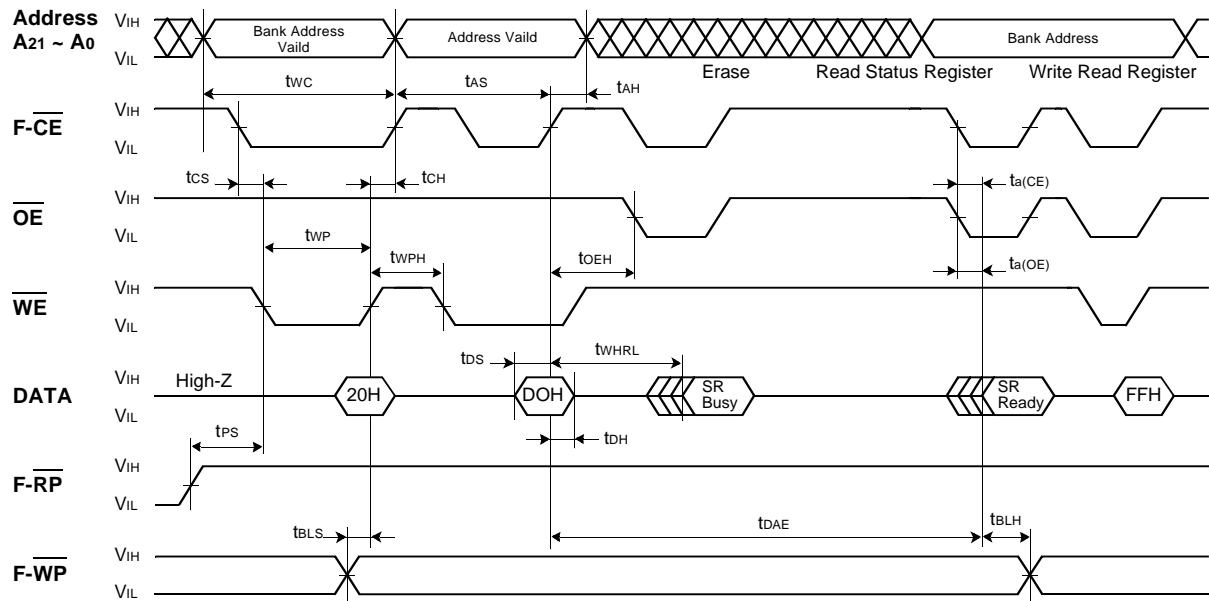 Address
A21 ~ A0
VIH
VIL
Bank Address
Vaild
Address Vaild
Bank Address
Erase
Read Status Register
Write Read Register
tWC
tAS
tAH
F-CE
VIH
VIL
tCS
tCH
ta(CE)
OE
VIH
VIL
tWP
tWPH
tOEH
ta(OE)
WE
VIH
VIL
tDS
tWHRL
DATA
VIH
VIL
High-Z
20H
DOH
SR
Busy
SR
Ready
FFH
tPS
tDH
F-RP
VIH
VIL
tBLS
tDAE
tBLH
F-WP
VIH
VIL